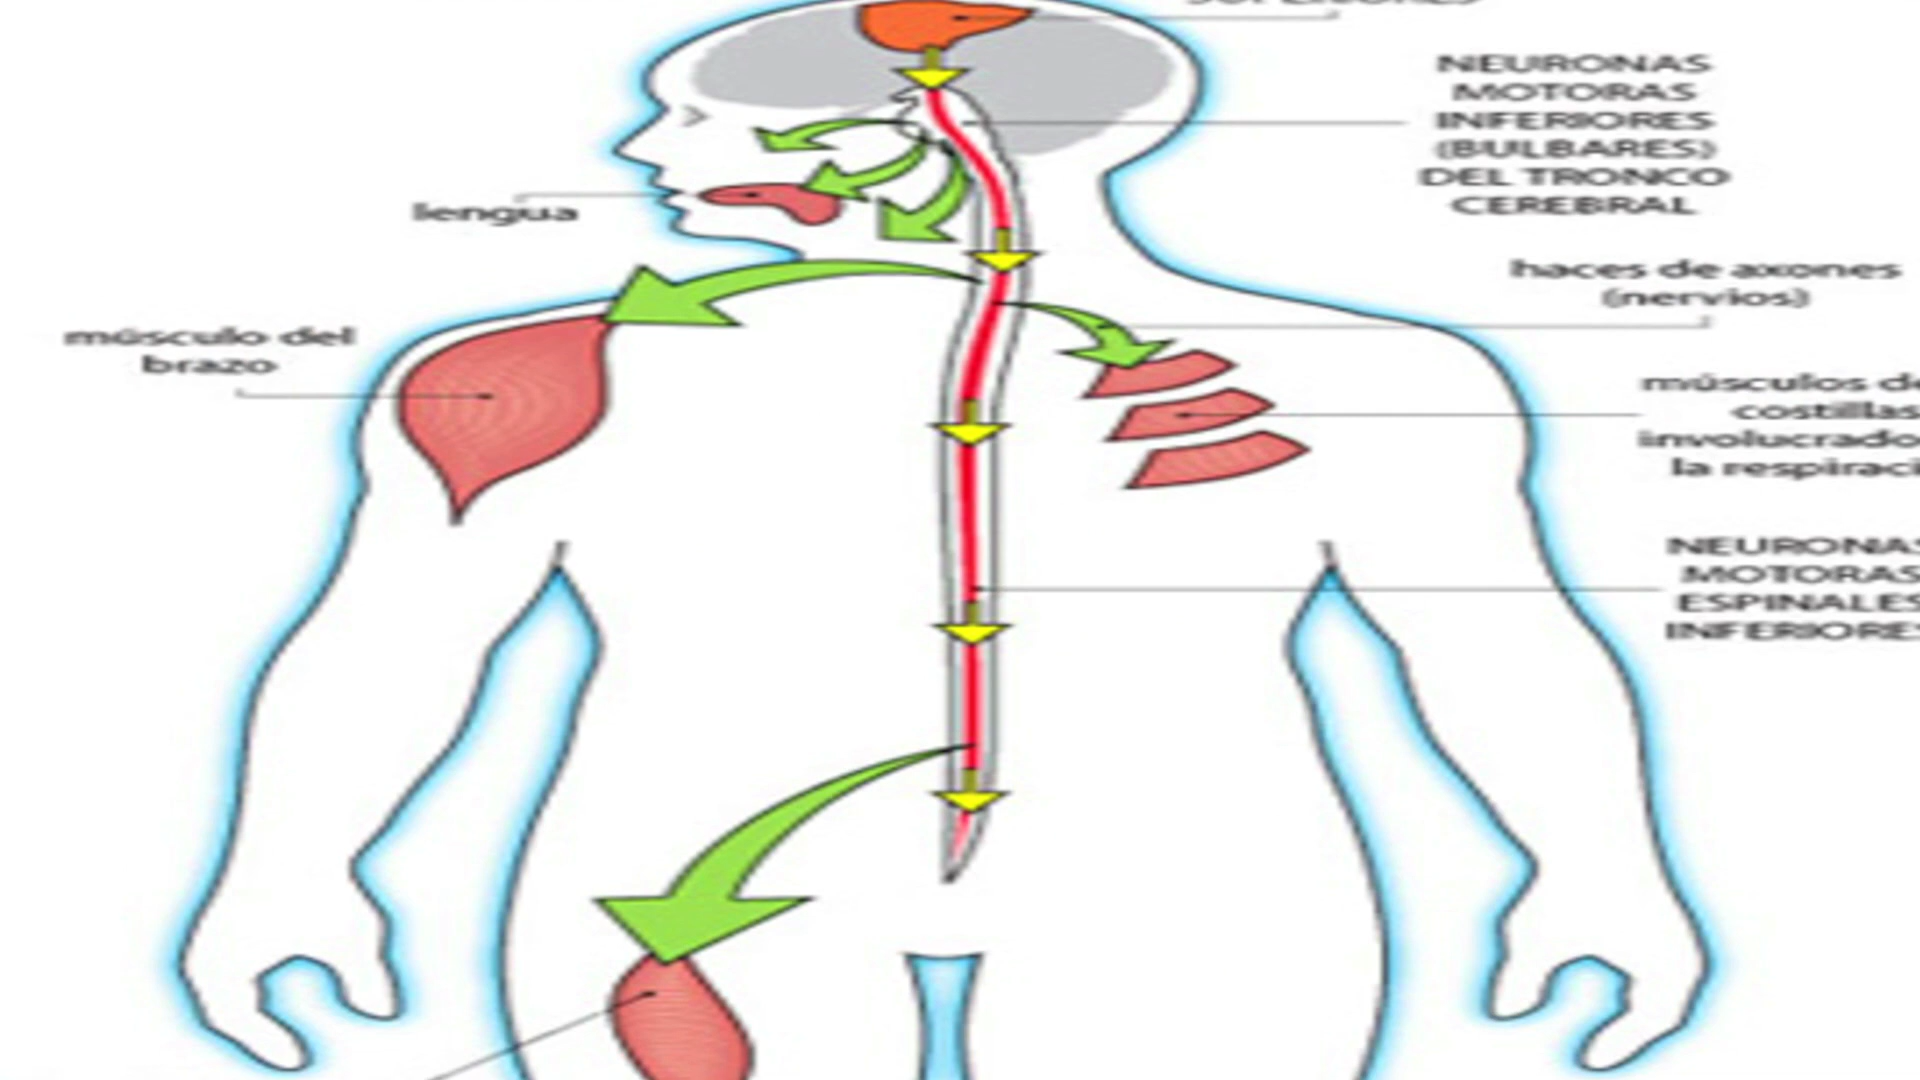 NEURONAS
MOTORAS
INFERIORES
(BULBARES)
DEL TRONCO
CEREBRAL
lengua
haces de axones
(nervios)
músculo del
brazo
músculos de
costillas
involucrado
la respiraci
NEURONAS
MOTORAS
ESPINALES
INFERIORES